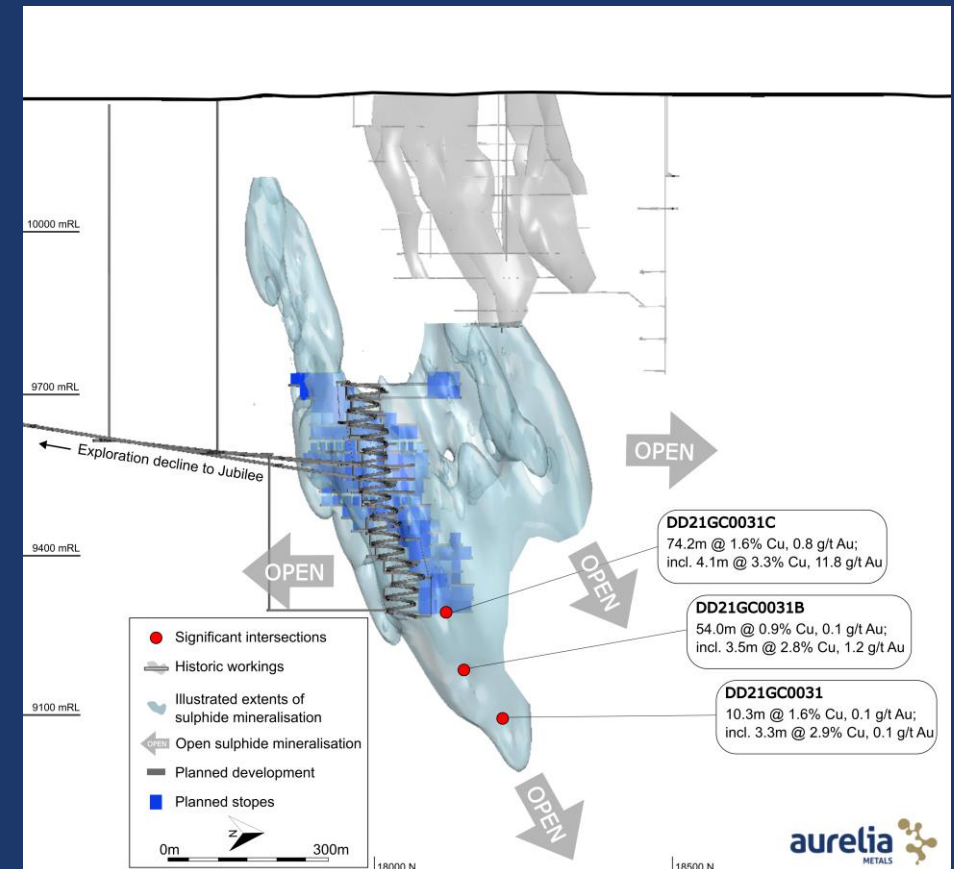 10000 mRL
9700 mRL
Exploration decline to Jubilee
9400 mRL
9100 mRL
OPEN
OPEN
OPEN
OPEN
DD21GC0031C
74.2m @ 1.6% Cu, 0.8 g/t Au;
incl. 4.1m @ 3.3% Cu, 11.8 g/t Au
DD21GC0031B
54.0m @ 0.9% Cu, 0.1 g/t Au;
incl. 3.5m @ 2.8% Cu, 1.2 g/t Au
DD21GC0031
10.3m @ 1.6% Cu, 0.1 g/t Au;
incl. 3.3m @ 2.9% Cu, 0.1 g/t Au
Significant intersections
Historic workings
Illustrated extents of
sulphide mineralisation
OPEN Open sulphide mineralisation
Planned development
Planned stopes
N
0m 300m
18000 N
18500 N
aurelia
METALS